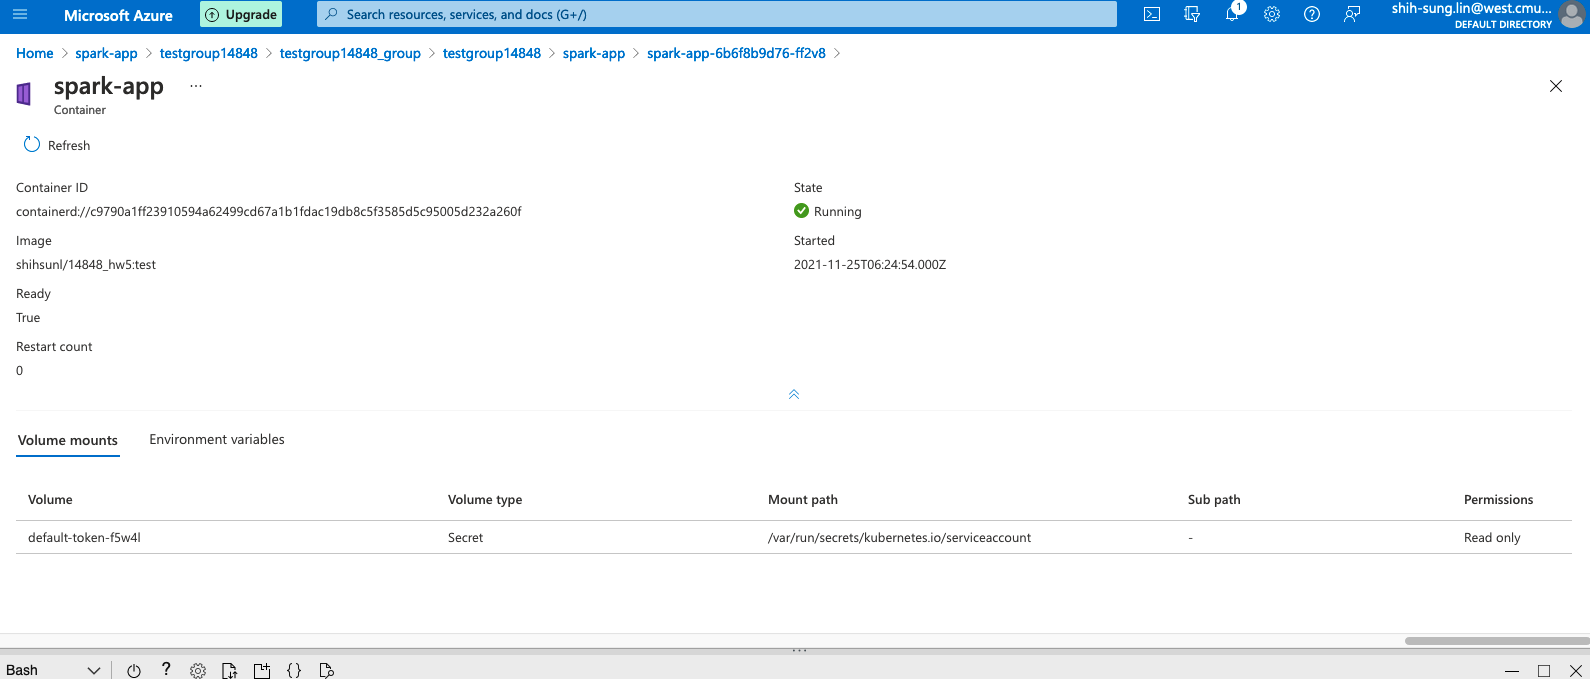 Microsoft Azure
Upgrade
Search resources, services, and docs (G+/)
1
shih-sung.lin@west.cmu...
DEFAULT DIRECTORY
Home > spark-app > testgroup14848 > testgroup14848_group > testgroup14848 > spark-app > spark-app-6b6f8b9d76-ff2v8 >
spark-app ...
Container
Refresh
Container ID
containerd://c9790a1ff23910594a62499cd67a1b1fdac19db8c5f3585d5c95005d232a260f
State
Running
Image
shihsunl/14848_hw5:test
Started
2021-11-25T06:24:54.000Z
Ready
True
Restart count
0
Volume mounts Environment variables
Volume Volume type Mount path Sub path Permissions
default-token-f5w4l Secret /var/run/secrets/kubernetes.io/serviceaccount - Read only
Bash ? {}